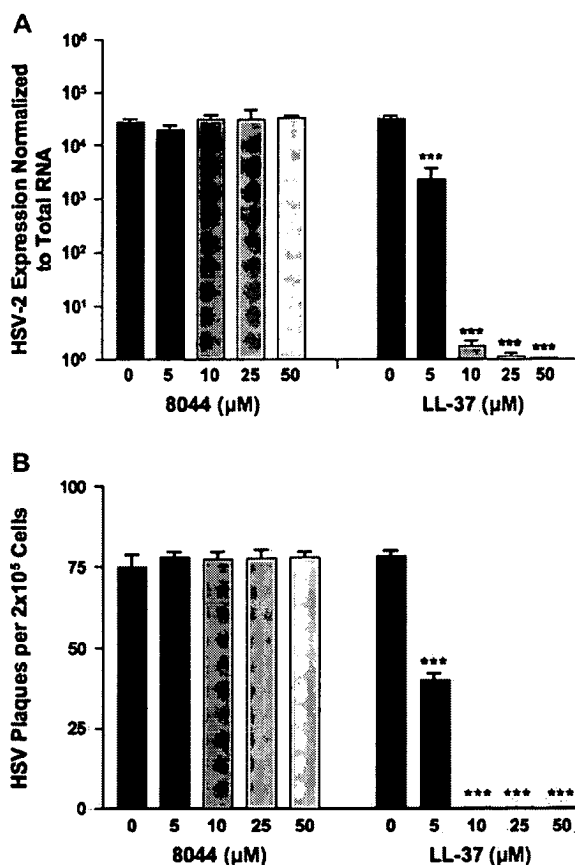 A
HSV-2 Expression Normalized
to Total RNA
10⁶
10⁵
10⁴
10³
10²
10¹
10⁰
***
***
***
***
0 5 10 25 50 0 5 10 25 50
8044 (µM) LL-37 (µM)
B
HSV Plaques per 2x10⁵ Cells
100
75
50
25
0
***
*** *** ***
0 5 10 25 50 0 5 10 25 50
8044 (µM) LL-37 (µM)